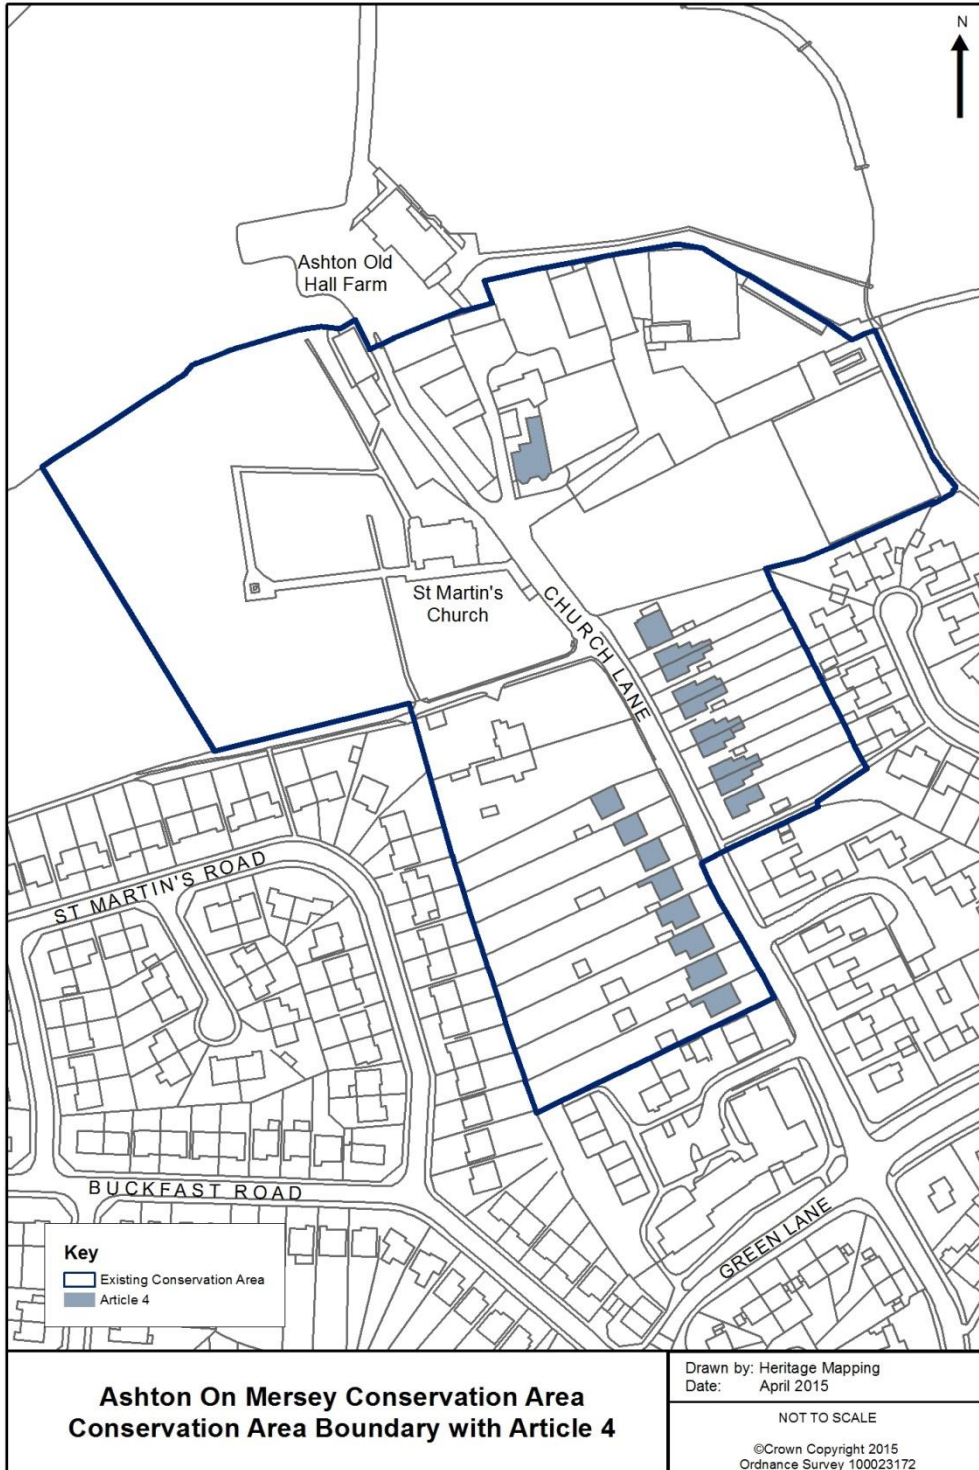 N
Ashton Old
Hall Farm
St Martin's
Church
CHURCH LANE
ST MARTIN'S ROAD
BUCKFAST ROAD
GREEN LANE
Key
Existing Conservation Area
Article 4
Ashton On Mersey Conservation Area
Conservation Area Boundary with Article 4
Drawn by: Heritage Mapping
Date: April 2015
NOT TO SCALE
©Crown Copyright 2015
Ordnance Survey 100023172